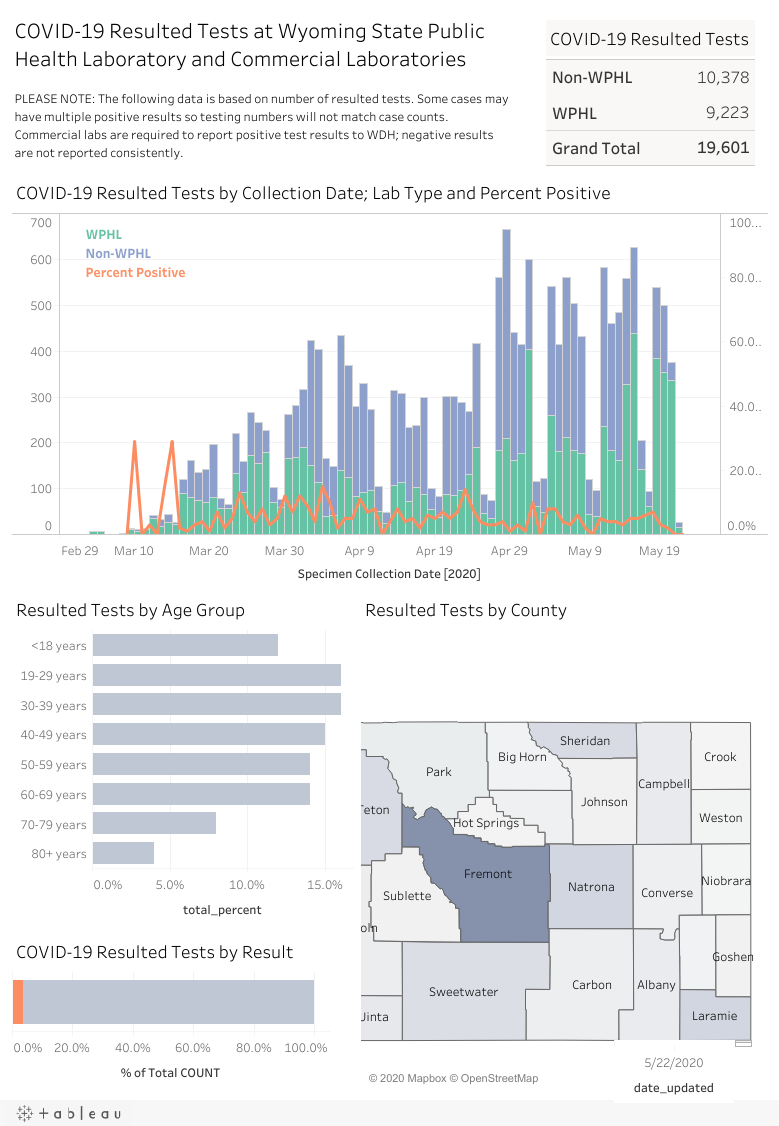 COVID-19 Resulted Tests at Wyoming State Public
Health Laboratory and Commercial Laboratories
PLEASE NOTE: The following data is based on number of resulted tests. Some cases may
have multiple positive results so testing numbers will not match case counts.
Commercial labs are required to report positive test results to WDH; negative results
are not reported consistently.
COVID-19 Resulted Tests
Non-WPHL 10,378
WPHL 9,223
Grand Total 19,601
COVID-19 Resulted Tests by Collection Date; Lab Type and Percent Positive
WPHL
Non-WPHL
Percent Positive
700
600
500
400
300
200
100
0
100...
80.0...
60.0...
40.0...
20.0...
0.0%
Feb 29 Mar 10 Mar 20 Mar 30 Apr 9 Apr 19 Apr 29 May 9 May 19
Specimen Collection Date [2020]
Resulted Tests by Age Group
<18 years
19-29 years
30-39 years
40-49 years
50-59 years
60-69 years
70-79 years
80+ years
0.0% 5.0% 10.0% 15.0%
total_percent
COVID-19 Resulted Tests by Result
0.0% 20.0% 40.0% 60.0% 80.0% 100.0%
% of Total COUNT
Resulted Tests by County
Sheridan
Big Horn
Crook
Park
Campbell
Johnson
Teton
Weston
Hot Springs
Fremont
Natrona
Niobrara
Converse
Sublette
oln
Goshen
Sweetwater
Carbon
Albany
Uinta
Laramie
© 2020 Mapbox © OpenStreetMap
5/22/2020
date_updated
+ a b l e a u